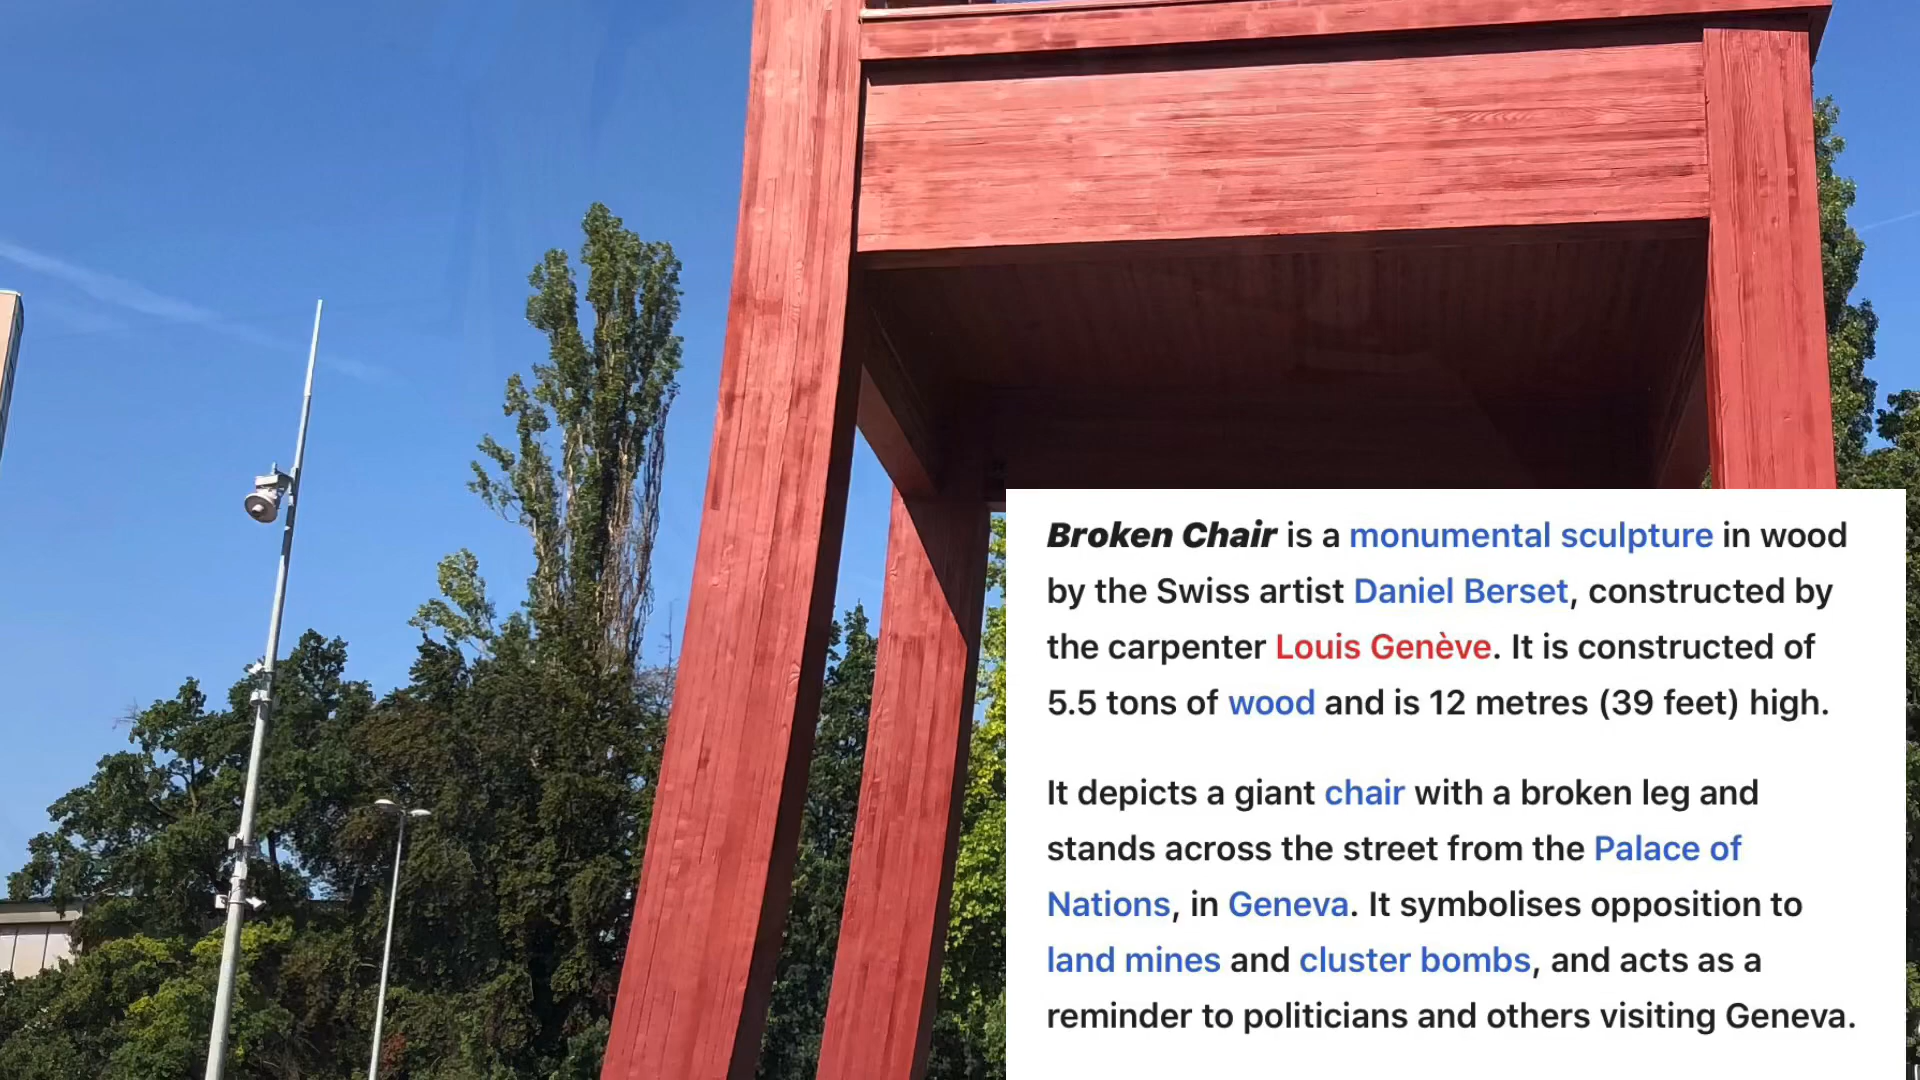 Broken Chair is a monumental sculpture in wood
by the Swiss artist Daniel Berset, constructed by
the carpenter Louis Genève. It is constructed of
5.5 tons of wood and is 12 metres (39 feet) high.
It depicts a giant chair with a broken leg and
stands across the street from the Palace of
Nations, in Geneva. It symbolises opposition to
land mines and cluster bombs, and acts as a
reminder to politicians and others visiting Geneva.